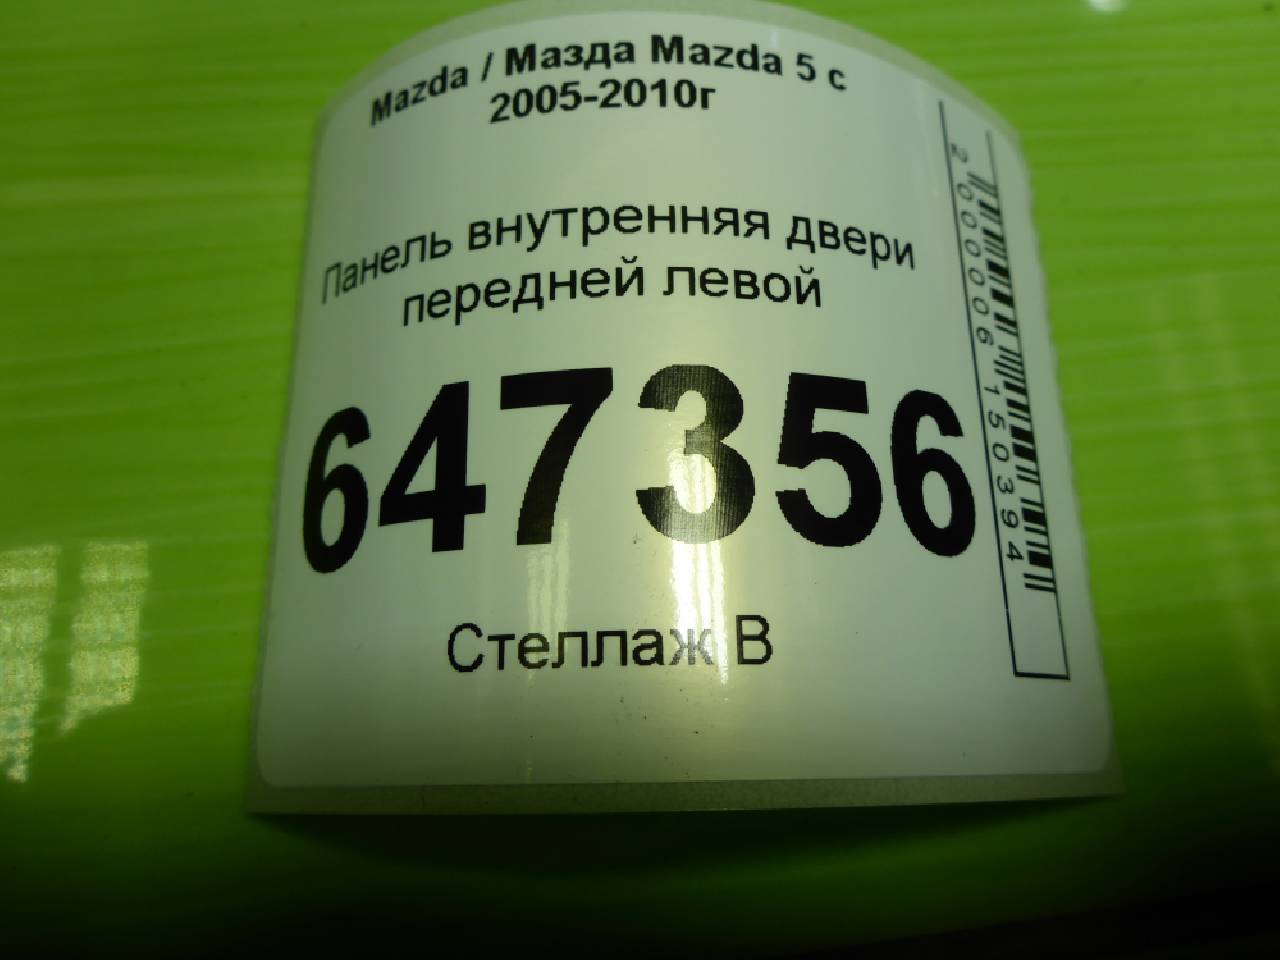 Mazda / Мазда Mazda 5 с
2005-2010г
Панель внутренняя двери
передней левой
647356
Стеллаж В
2000006150394